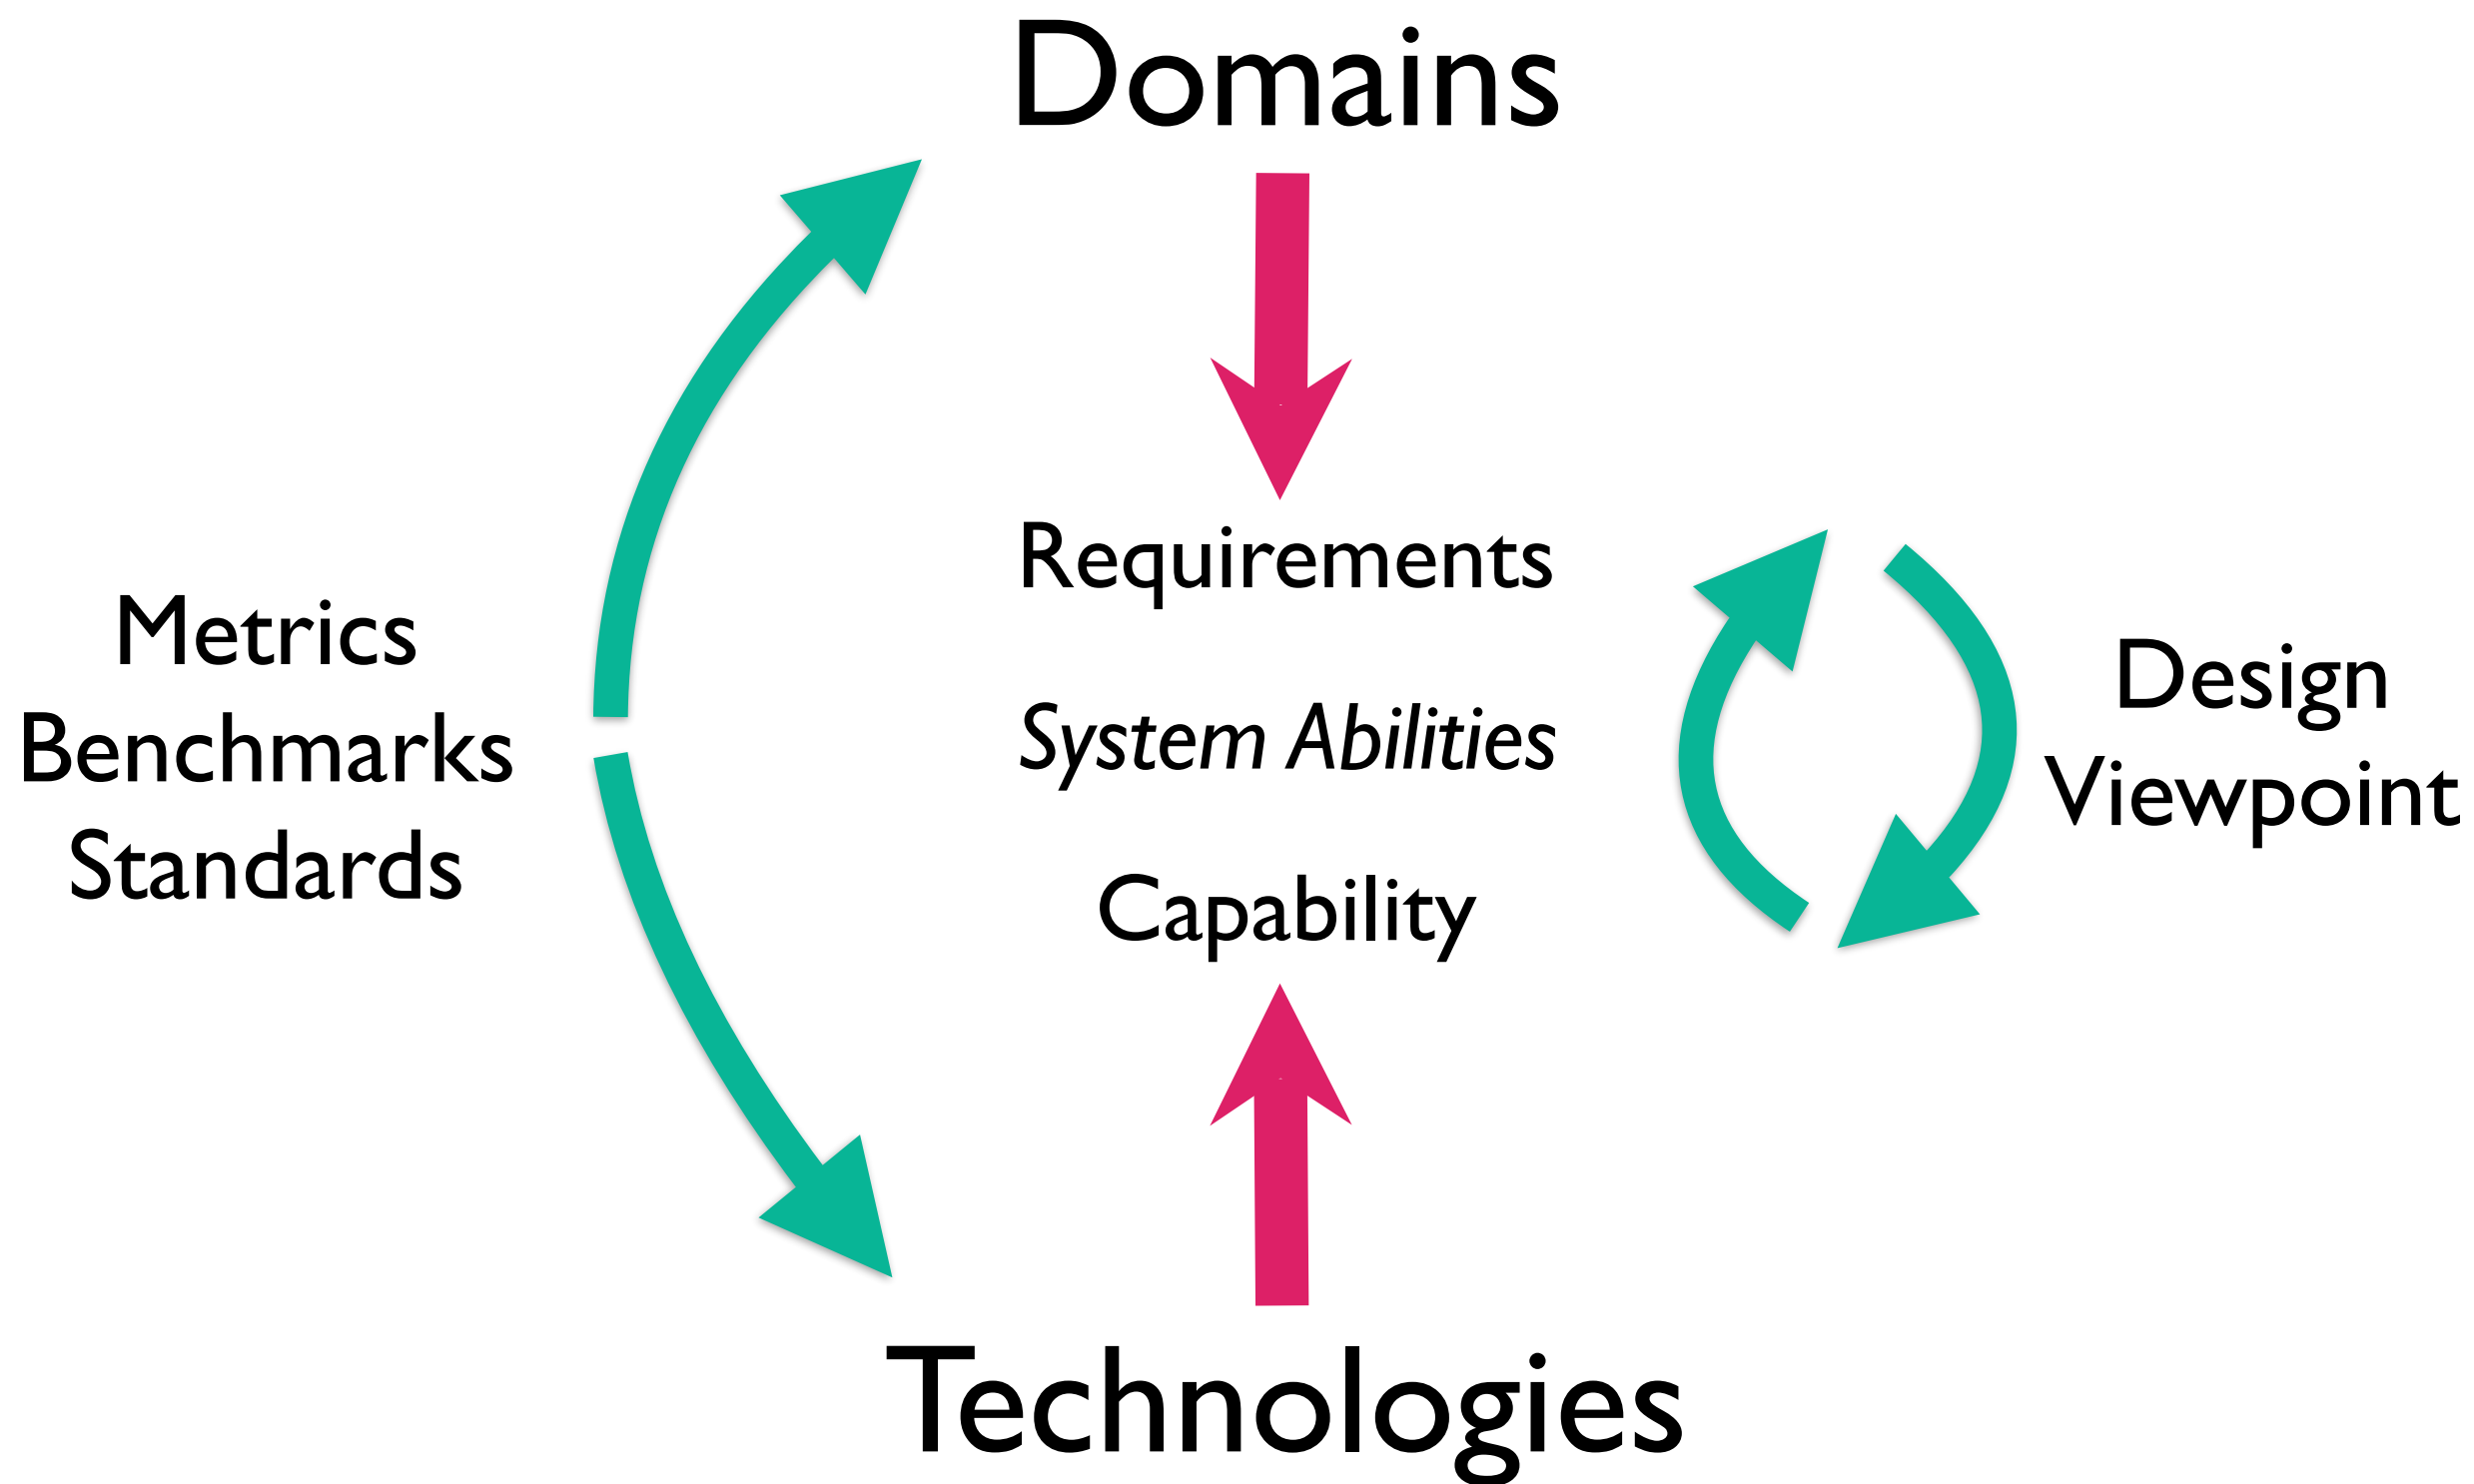 Domains
Requirements
System Abilities
Capability
Metrics
Benchmarks
Standards
Design
Viewpoint
Technologies